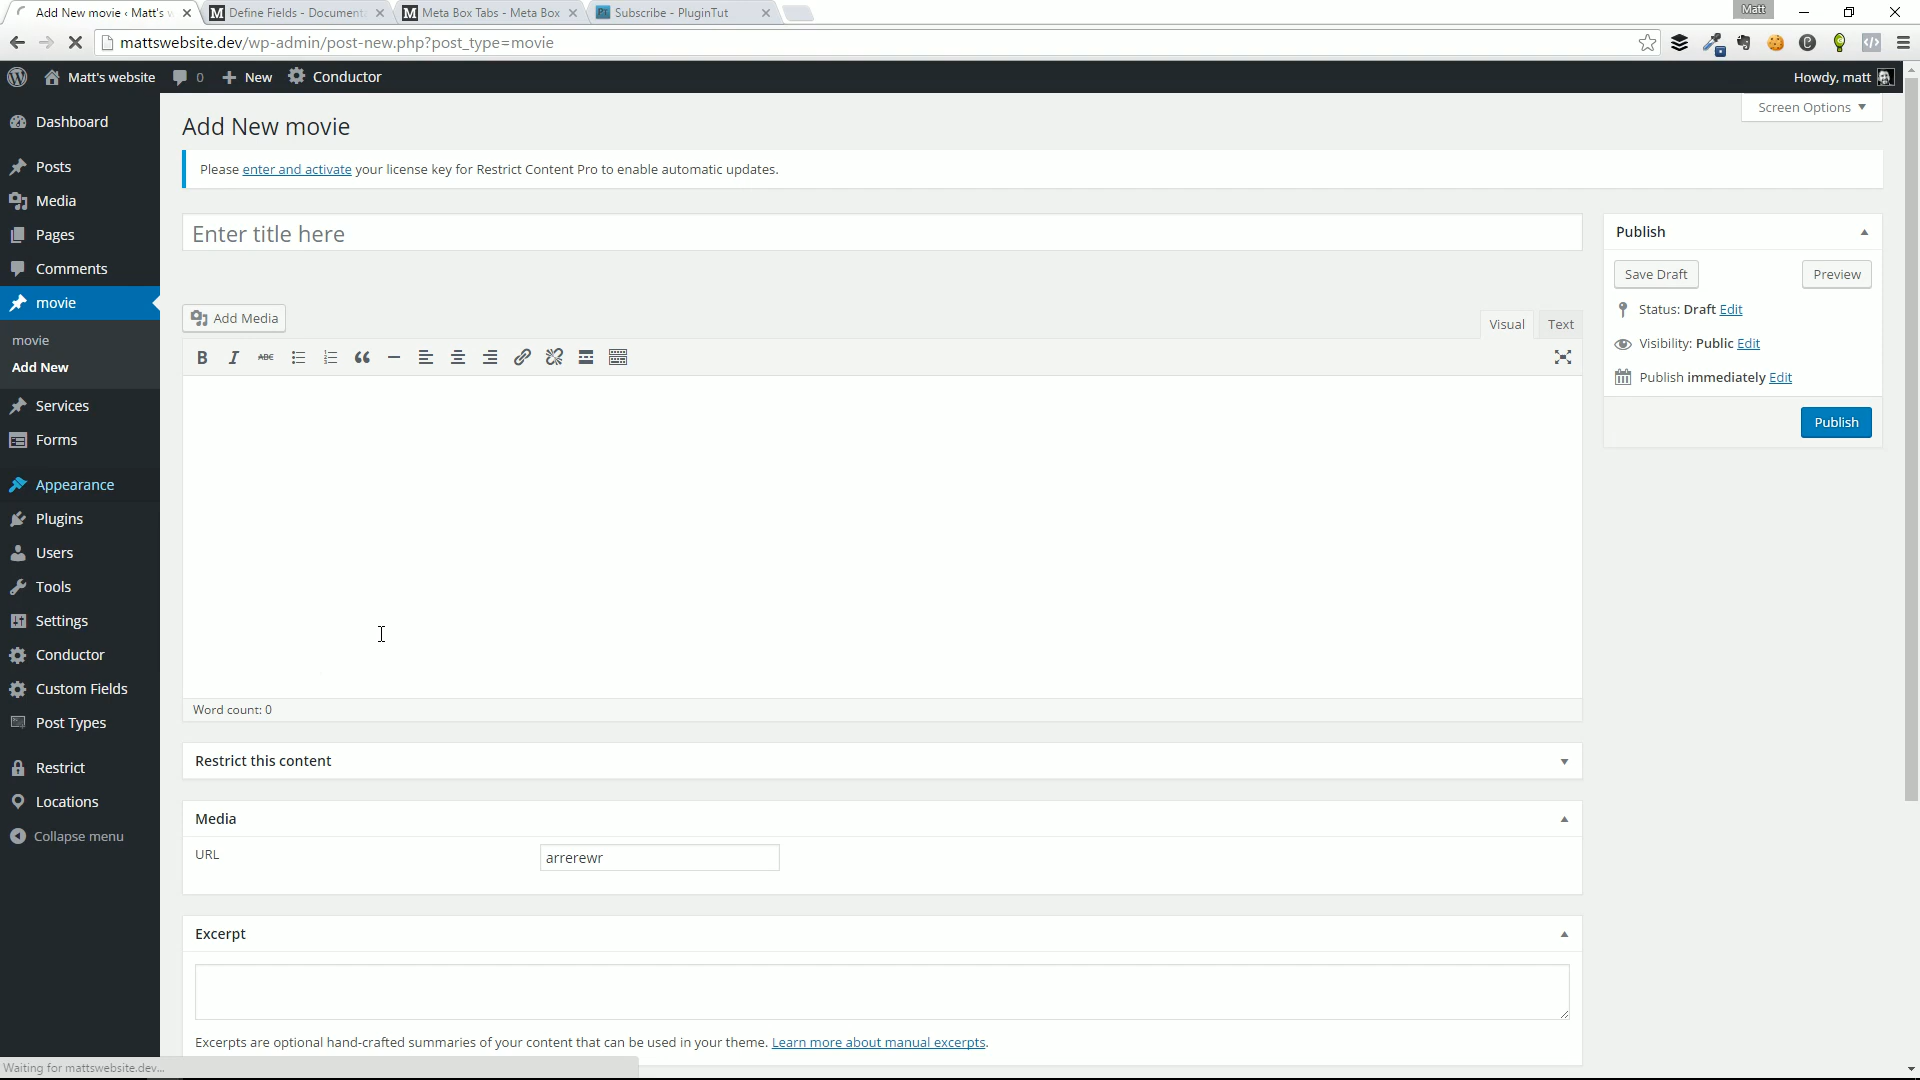 Add New movie ‹ Matt's w
Define Fields - Documenta
Meta Box Tabs - Meta Box
Subscribe - PluginTut
Matt
mattswebsite.dev/wp-admin/post-new.php?post_type=movie
Matt's website
0
New
Conductor
Howdy, matt
Screen Options
Dashboard
Posts
Media
Pages
Comments
movie
movie
Add New
Services
Forms
Appearance
Plugins
Users
Tools
Settings
Conductor
Custom Fields
Post Types
Restrict
Locations
Collapse menu
Add New movie
Please enter and activate your license key for Restrict Content Pro to enable automatic updates.
Enter title here
Add Media
Visual
Text
B
I
ABC
Word count: 0
Restrict this content
Media
URL
arrerewr
Excerpt
Excerpts are optional hand-crafted summaries of your content that can be used in your theme. Learn more about manual excerpts.
Publish
Save Draft
Preview
Status: Draft Edit
Visibility: Public Edit
Publish immediately Edit
Publish
Waiting for mattswebsite.dev...